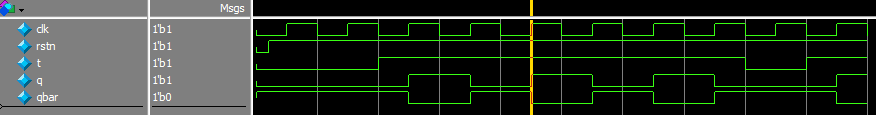 Msgs
clk 1'b1
rstn 1'b1
t 1'b1
q 1'b1
qbar 1'b0